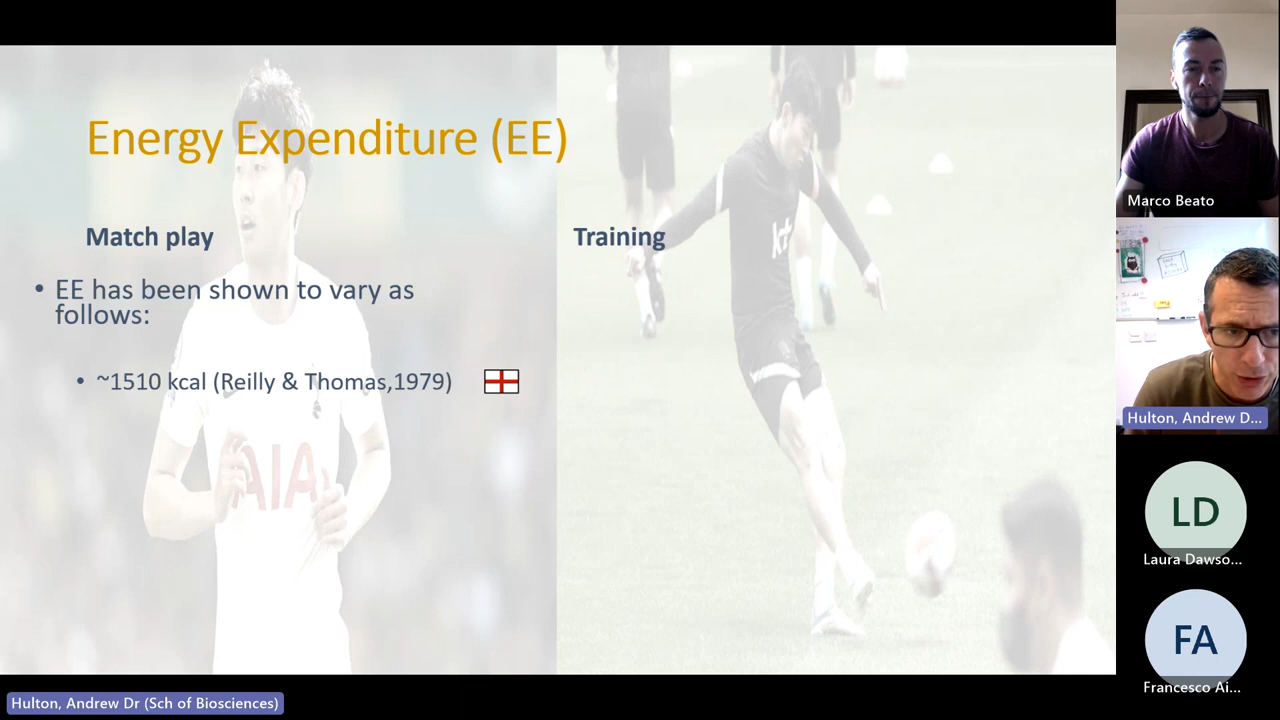 Energy Expenditure (EE)
Match play
Training
• EE has been shown to vary as
follows:
• ~1510 kcal (Reilly & Thomas,1979)
AIA
Marco Beato
Hulton, Andrew D...
LD
Laura Dawso...
FA
Francesco Ai...
Hulton, Andrew Dr (Sch of Biosciences)